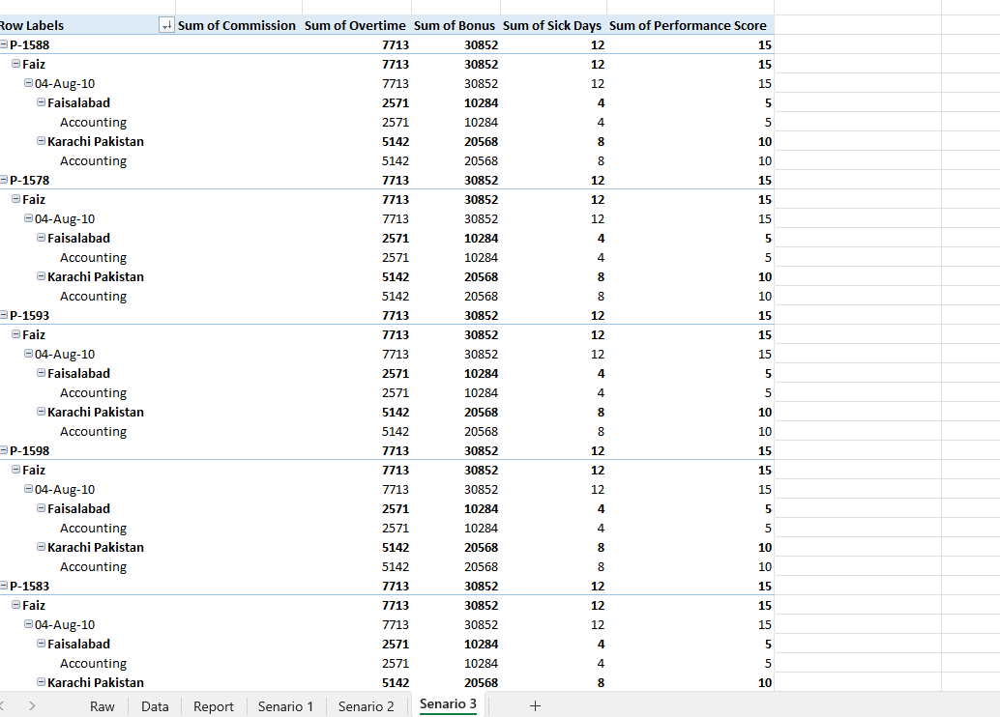 Row Labels Sum of Commission Sum of Overtime Sum of Bonus Sum of Sick Days Sum of Performance Score
P-1588 7713 30852 12 15
Faiz 7713 30852 12 15
04-Aug-10 7713 30852 12 15
Faisalabad 2571 10284 4 5
Accounting 2571 10284 4 5
Karachi Pakistan 5142 20568 8 10
Accounting 5142 20568 8 10
P-1578 7713 30852 12 15
Faiz 7713 30852 12 15
04-Aug-10 7713 30852 12 15
Faisalabad 2571 10284 4 5
Accounting 2571 10284 4 5
Karachi Pakistan 5142 20568 8 10
Accounting 5142 20568 8 10
P-1593 7713 30852 12 15
Faiz 7713 30852 12 15
04-Aug-10 7713 30852 12 15
Faisalabad 2571 10284 4 5
Accounting 2571 10284 4 5
Karachi Pakistan 5142 20568 8 10
Accounting 5142 20568 8 10
P-1598 7713 30852 12 15
Faiz 7713 30852 12 15
04-Aug-10 7713 30852 12 15
Faisalabad 2571 10284 4 5
Accounting 2571 10284 4 5
Karachi Pakistan 5142 20568 8 10
Accounting 5142 20568 8 10
P-1583 7713 30852 12 15
Faiz 7713 30852 12 15
04-Aug-10 7713 30852 12 15
Faisalabad 2571 10284 4 5
Accounting 2571 10284 4 5
Karachi Pakistan 5142 20568 8 10
Raw Data Report Senario 1 Senario 2 Senario 3